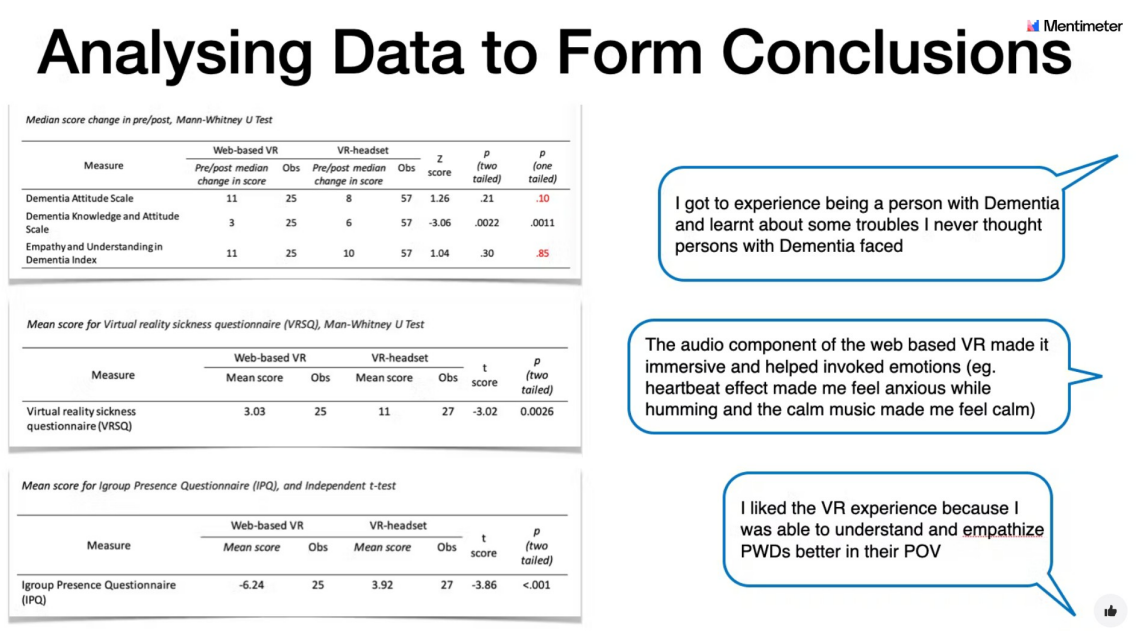 Mentimeter
Analysing Data to Form Conclusions
Median score change in pre/post, Mann-Whitney U Test
Measure Web-based VR VR-headset Z score p (two tailed) p (one tailed)
Pre/post median change in score Obs Pre/post median change in score Obs
Dementia Attitude Scale 11 25 8 57 1.26 .21 .10
Dementia Knowledge and Attitude Scale 3 25 6 57 -3.06 .0022 .0011
Empathy and Understanding in Dementia Index 11 25 10 57 1.04 .30 .85
Mean score for Virtual reality sickness questionnaire (VRSQ), Man-Whitney U Test
Measure Web-based VR VR-headset t score p (two tailed)
Mean score Obs Mean score Obs
Virtual reality sickness questionnaire (VRSQ) 3.03 25 11 27 -3.02 0.0026
Mean score for Igroup Presence Questionnaire (IPQ), and Independent t-test
Measure Web-based VR VR-headset t score p (two tailed)
Mean score Obs Mean score Obs
Igroup Presence Questionnaire (IPQ) -6.24 25 3.92 27 -3.86 <.001
I got to experience being a person with Dementia
and learnt about some troubles I never thought
persons with Dementia faced
The audio component of the web based VR made it
immersive and helped invoked emotions (eg.
heartbeat effect made me feel anxious while
humming and the calm music made me feel calm)
I liked the VR experience because I
was able to understand and empathize
PWDs better in their POV